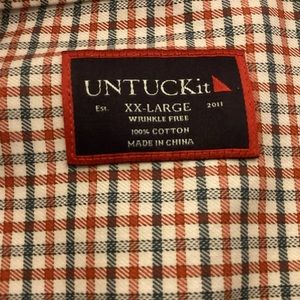 UNTUCKit
Est. XX-LARGE 2011
WRINKLE FREE
100% COTTON
MADE IN CHINA